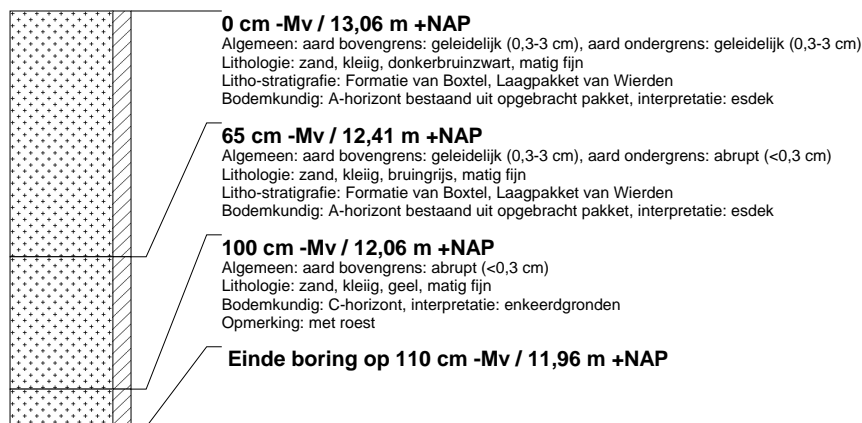 0 cm -Mv / 13,06 m +NAP
Algemeen: aard bovengrens: geleidelijk (0,3-3 cm), aard ondergrens: geleidelijk (0,3-3 cm)
Lithologie: zand, kleiig, donkerbruinzwart, matig fijn
Litho-stratigrafie: Formatie van Boxtel, Laagpakket van Wierden
Bodemkundig: A-horizont bestaand uit opgebracht pakket, interpretatie: esdek
65 cm -Mv / 12,41 m +NAP
Algemeen: aard bovengrens: geleidelijk (0,3-3 cm), aard ondergrens: abrupt (<0,3 cm)
Lithologie: zand, kleiig, bruingrijs, matig fijn
Litho-stratigrafie: Formatie van Boxtel, Laagpakket van Wierden
Bodemkundig: A-horizont bestaand uit opgebracht pakket, interpretatie: esdek
100 cm -Mv / 12,06 m +NAP
Algemeen: aard bovengrens: abrupt (<0,3 cm)
Lithologie: zand, kleiig, geel, matig fijn
Bodemkundig: C-horizont, interpretatie: enkeerdgronden
Opmerking: met roest
Einde boring op 110 cm -Mv / 11,96 m +NAP